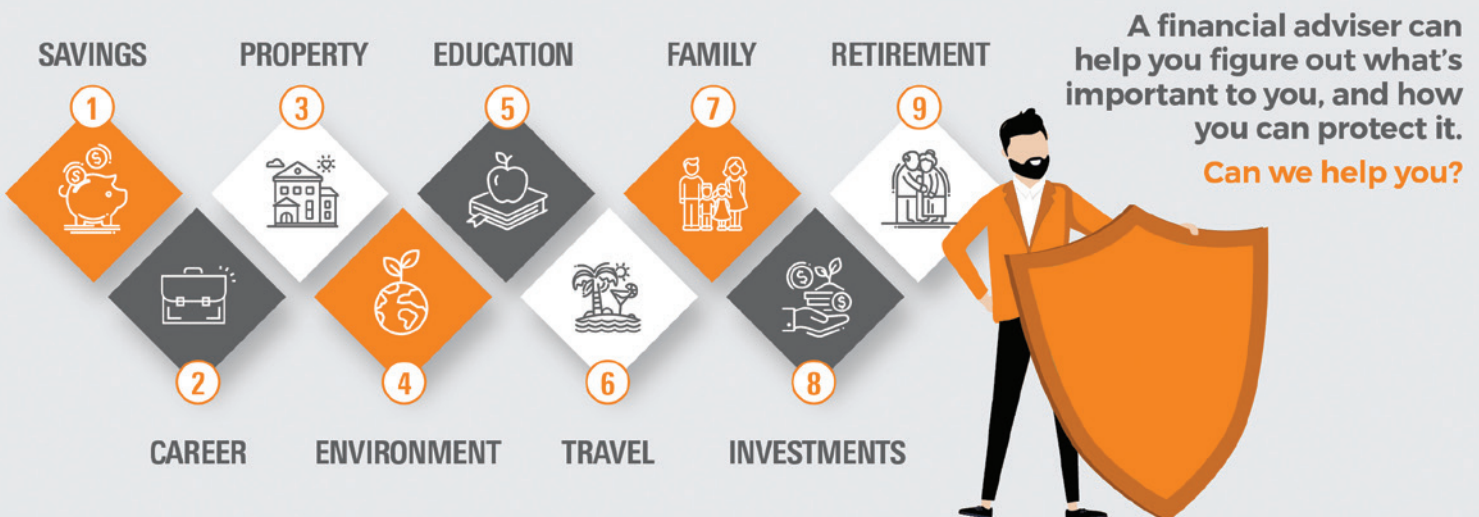 SAVINGS
1
PROPERTY
3
EDUCATION
5
FAMILY
7
RETIREMENT
9
2
CAREER
4
ENVIRONMENT
6
TRAVEL
8
INVESTMENTS
A financial adviser can
help you figure out what's
important to you, and how
you can protect it.
Can we help you?